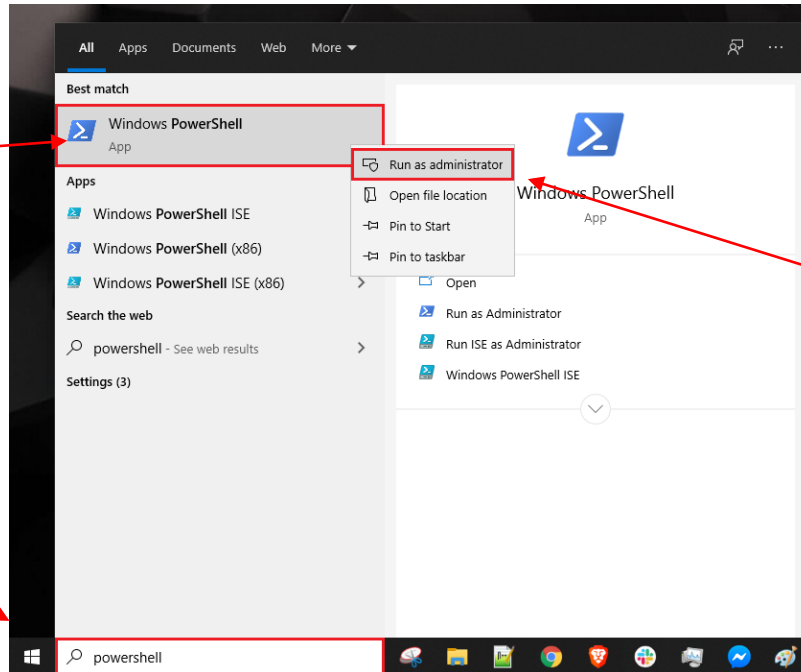 All Apps Documents Web More
Best match
Windows PowerShell
App
Run as administrator
Open file location
Pin to Start
Pin to taskbar
Apps
Windows PowerShell ISE
Windows PowerShell (x86)
Windows PowerShell ISE (x86)
Search the web
powershell - See web results
Settings (3)
Windows PowerShell
App
Open
Run as Administrator
Run ISE as Administrator
Windows PowerShell ISE
powershell